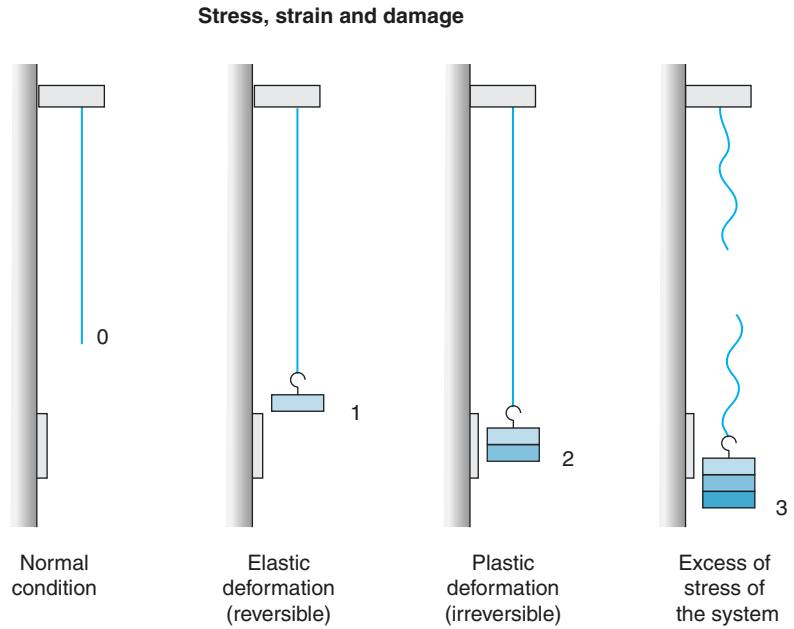 Stress, strain and damage
0
1
2
3
Normal
condition
Elastic
deformation
(reversible)
Plastic
deformation
(irreversible)
Excess of
stress of
the system